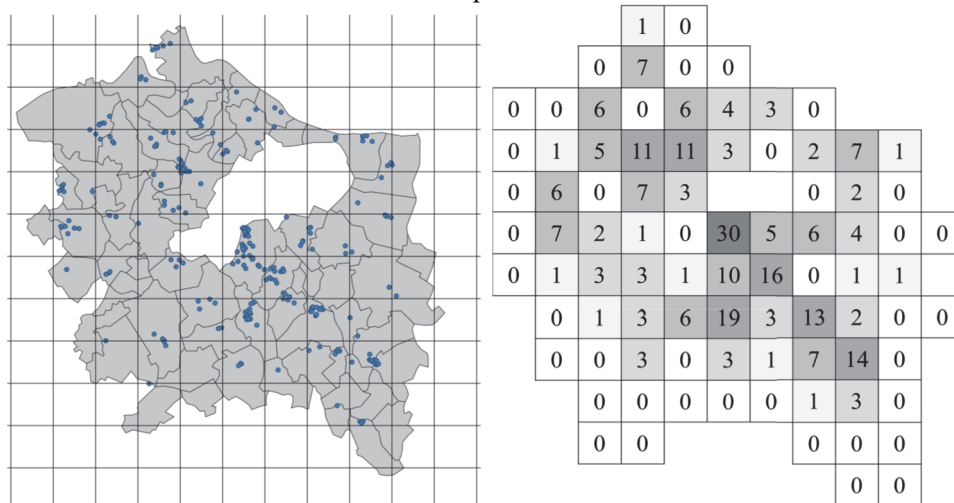 1 0
0 7 0 0
0 0 6 0 6 4 3 0
0 1 5 11 11 3 0 2 7 1
6 0 7 3 0 2 0
0 7 2 1 0 30 5 6 4 0 0
0 1 3 3 1 10 16 0 1 1
0 1 3 6 19 3 13 2 0 0
0 0 3 0 3 1 7 14 0
0 0 0 0 0 1 3 0
0 0 0 0 0
0 0